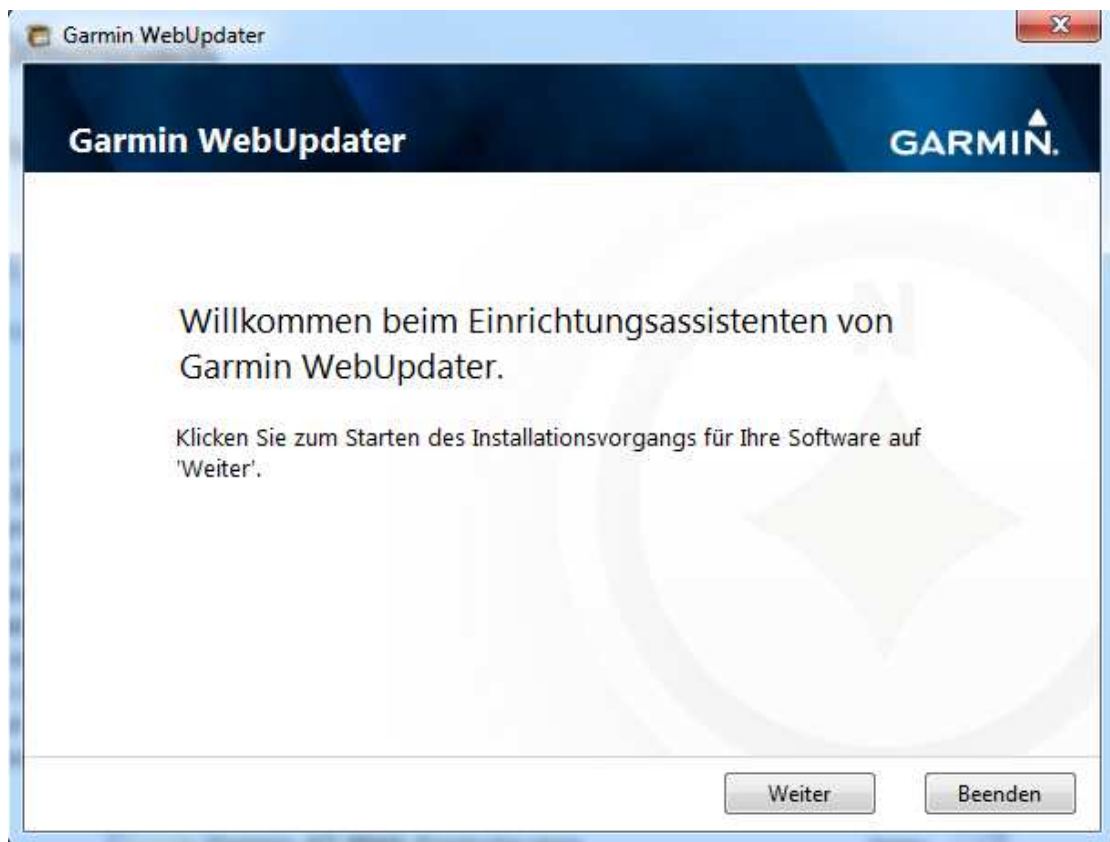 Garmin WebUpdater
Garmin WebUpdater
GARMIN.
Willkommen beim Einrichtungsassistenten von
Garmin WebUpdater.
Klicken Sie zum Starten des Installationsvorgangs für Ihre Software auf
'Weiter'.
Weiter
Beenden